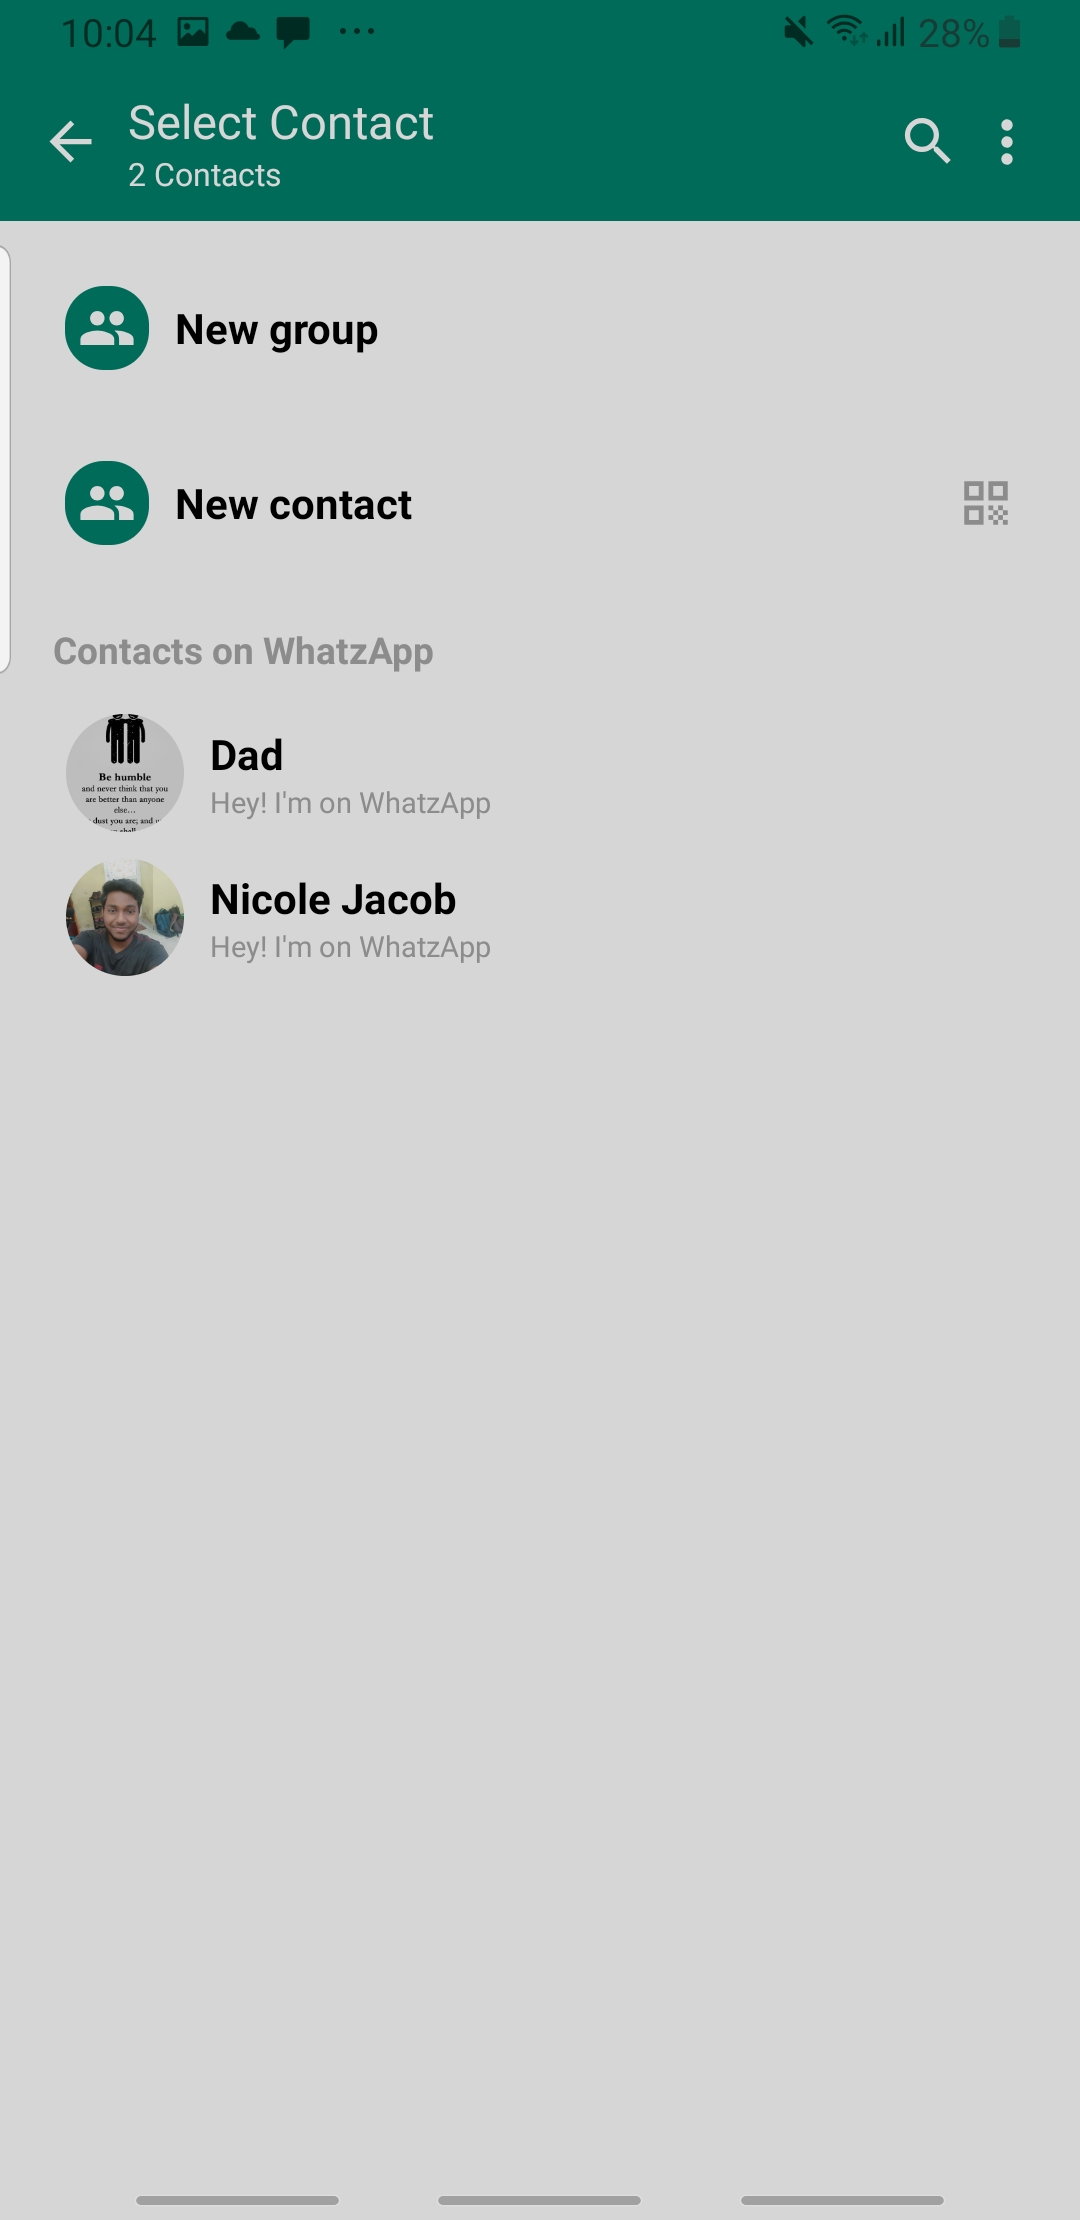 10:04
28%
Select Contact
2 Contacts
New group
New contact
Contacts on WhatzApp
Be humble
and never think that you
are better than anyone
else...
dust you are; and
shall
Dad
Hey! I'm on WhatzApp
Nicole Jacob
Hey! I'm on WhatzApp